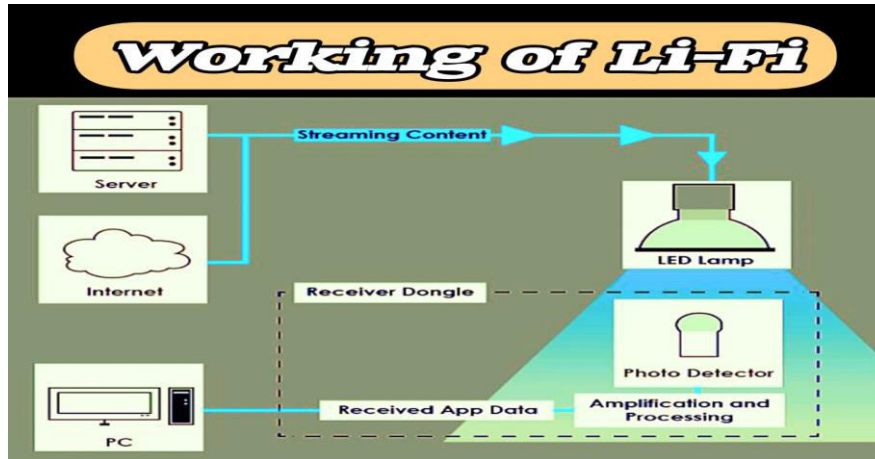 Working of Li-Fi
Streaming Content
Server
LED Lamp
Internet
Receiver Dongle
Photo Detector
Amplification and
Processing
Received App Data
PC